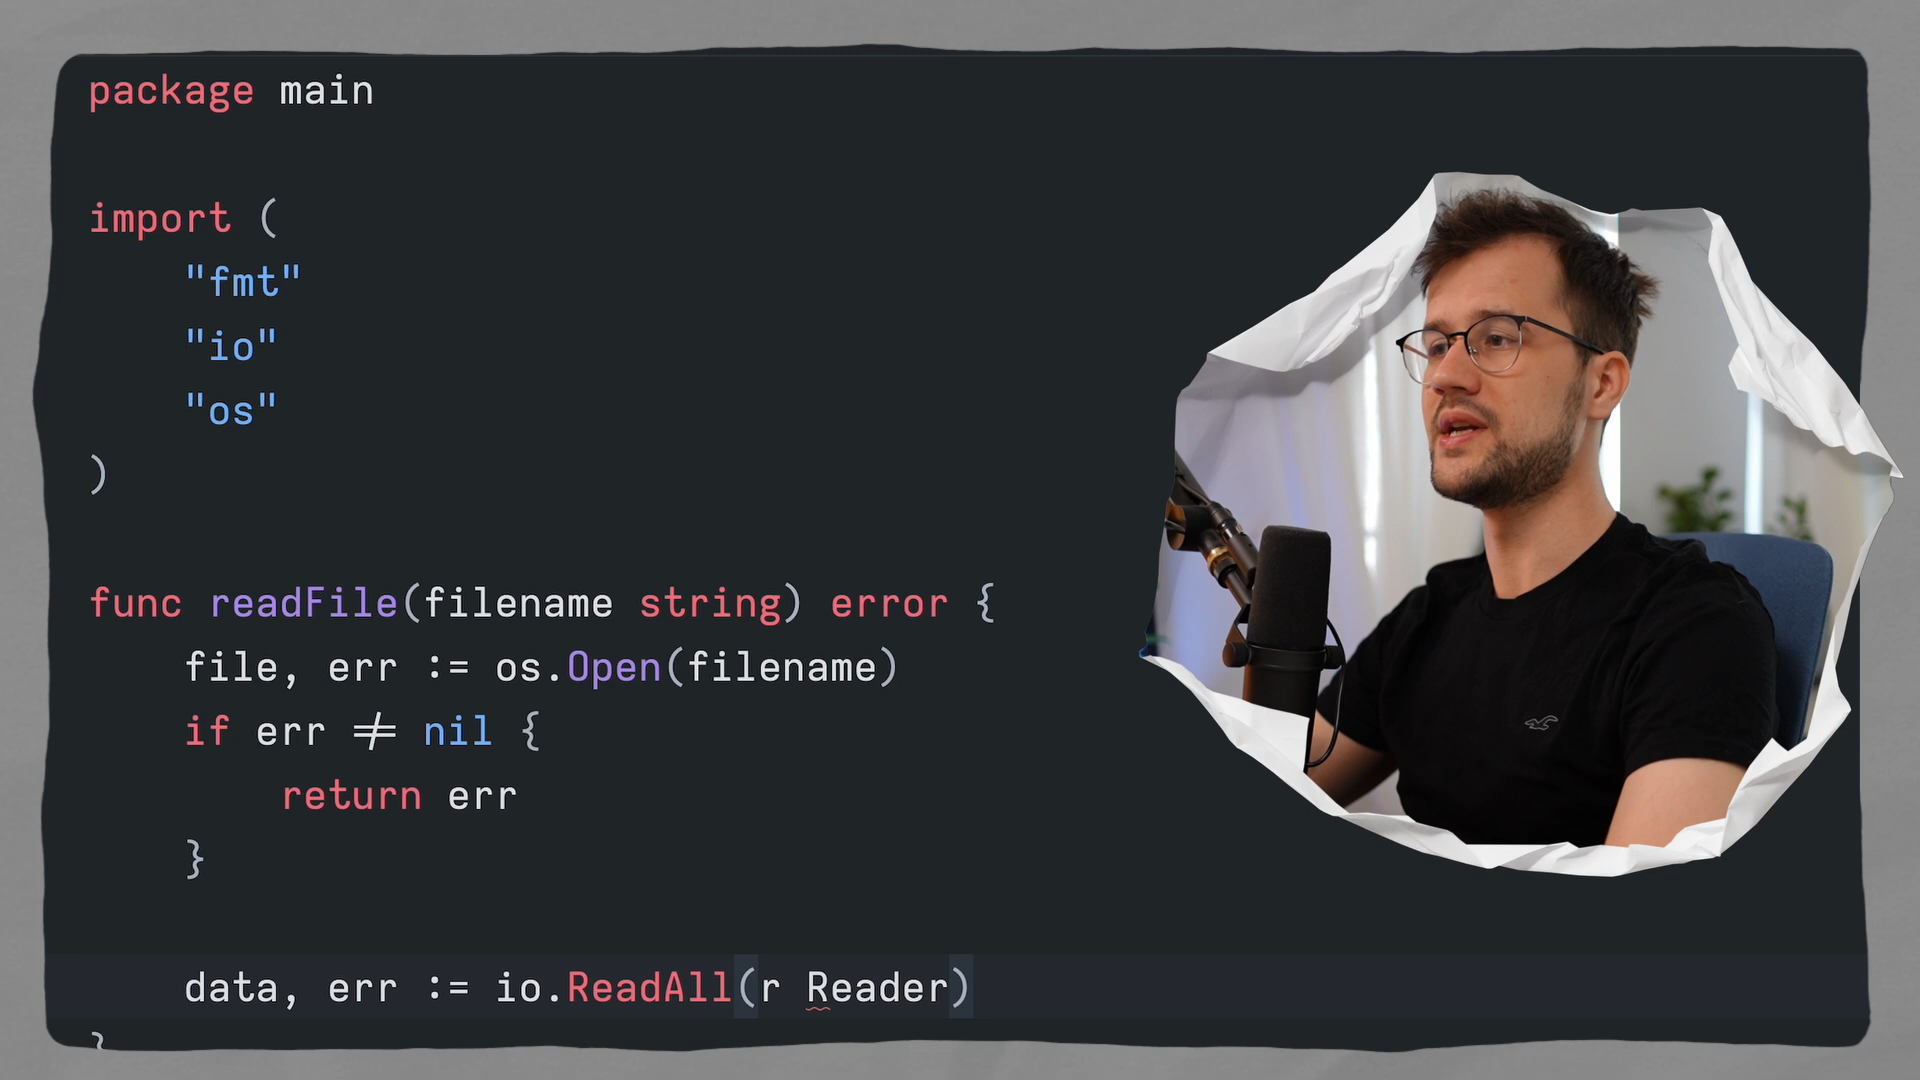 package main
import (
"fmt"
"io"
"os"
)
func readFile(filename string) error {
file, err := os.Open(filename)
if err != nil {
return err
}
data, err := io.ReadAll(r Reader)
}